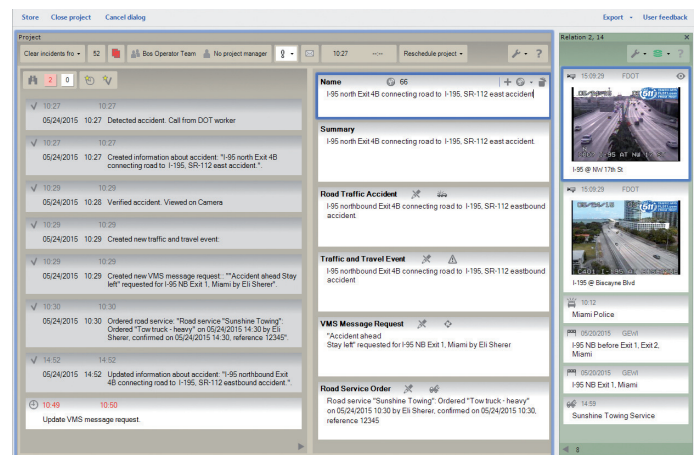 Store Close project Cancel dialog Export User feedback
Project
Clear incidents fro 52 Bos Operator Team No project manager 10:27 --:-- Reschedule project ?
2 0
10:27 10:27
05/24/2015 10:27 Detected accident. Call from DOT worker
10:27 10:27
05/24/2015 10:27 Created information about accident: "I-95 north Exit 4B
connecting road to I-195, SR-112 east accident.".
10:29 10:29
05/24/2015 10:28 Verified accident. Viewed on Camera
10:29 10:29
05/24/2015 10:29 Created new traffic and travel event:
10:29 10:29
05/24/2015 10:29 Created new VMS message request:: ""Accident ahead Stay
left" requested for I-95 NB Exit 1, Miami by Eli Sherer".
10:30 10:30
05/24/2015 10:30 Ordered road service: "Road service "Sunshine Towing":
Ordered "Tow truck - heavy" on 05/24/2015 14:30 by Eli
Sherer, confirmed on 05/24/2015 14:30, reference 12345".
14:52 14:52
05/24/2015 14:52 Updated information about accident: "I-95 northbound Exit
4B connecting road to I-195, SR-112 eastbound accident.".
10:49 10:50
Update VMS message request.
Name 66
I-95 north Exit 4B connecting road to I-195, SR-112 east accident
Summary
I-95 north Exit 4B connecting road to I-195, SR-112 east accident.
Road Traffic Accident
I-95 northbound Exit 4B connecting road to I-195, SR-112 eastbound
accident.
Traffic and Travel Event
I-95 northbound Exit 4B connecting road to I-195, SR-112 eastbound
accident.
VMS Message Request
"Accident ahead
Stay left" requested for I-95 NB Exit 1, Miami by Eli Sherer
Road Service Order
Road service "Sunshine Towing": Ordered "Tow truck - heavy"
on 05/24/2015 10:30 by Eli Sherer, confirmed on 05/24/2015 10:30,
reference 12345
Relation 2, 14
?
15:09:29 FDOT
511
I-95 AT NW
I-95 @ NW 17th St
15:09:29 FDOT
511
I-195 @ Biscayne Blvd
10:12
Miami Police
05/20/2015 GEWI
I-95 NB before Exit 1, Exit 2,
Miami
05/20/2015 GEWI
I-95 NB Exit 1, Miami
14:59
Sunshine Towing Service